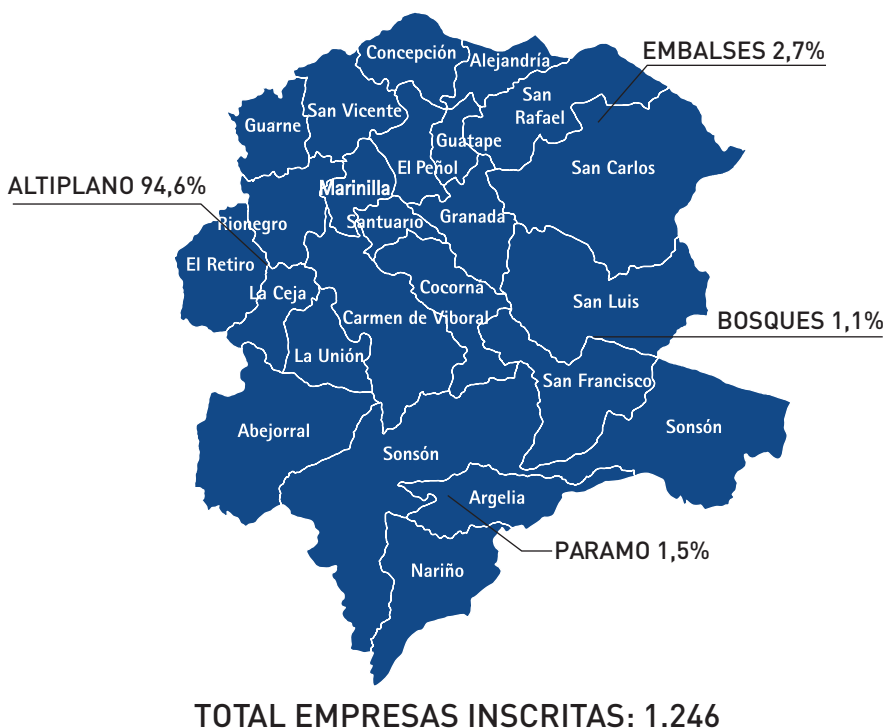 Concepción
Alejandría
EMBALSES 2,7%
San Vicente
San
Rafael
Guarne
Guatape
El Peñol
San Carlos
ALTIPLANO 94,6%
Marinilla
Santuario
Granada
Rionegro
El Retiro
La Ceja
Cocorná
San Luis
Carmen de Viboral
BOSQUES 1,1%
La Unión
San Francisco
Abejorral
Sonsón
Sonsón
Argelia
PARAMO 1,5%
Nariño
TOTAL EMPRESAS INSCRITAS: 1.246